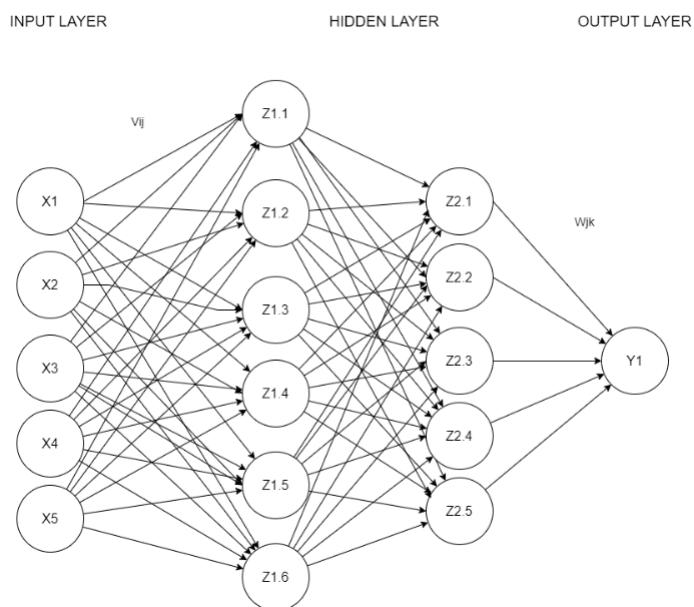 INPUT LAYER
HIDDEN LAYER
OUTPUT LAYER
Vij
Wjk
X1
X2
X3
X4
X5
Z1.1
Z1.2
Z1.3
Z1.4
Z1.5
Z1.6
Z2.1
Z2.2
Z2.3
Z2.4
Z2.5
Y1